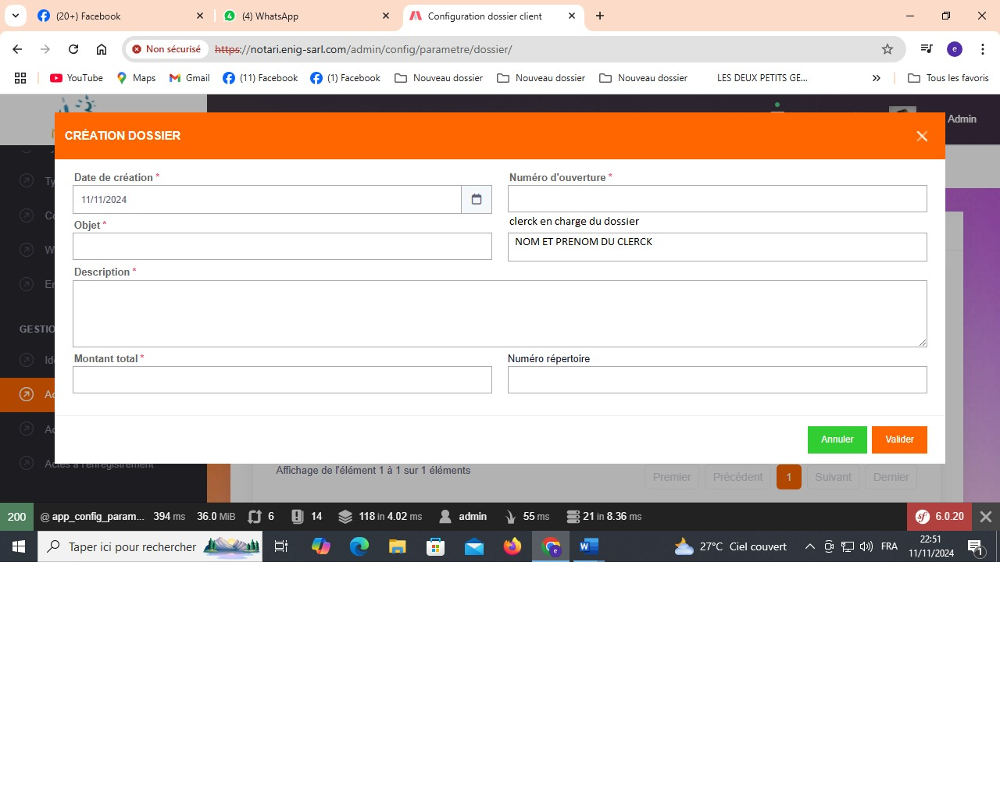 (20+) Facebook
(4) WhatsApp
Configuration dossier client
Non sécurisé
https://notari.enig-sarl.com/admin/config/parametre/dossier/
e
YouTube
Maps
Gmail
(11) Facebook
(1) Facebook
Nouveau dossier
Nouveau dossier
Nouveau dossier
LES DEUX PETITS GE...
Tous les favoris
Admin
CRÉATION DOSSIER
Date de création *
Numéro d'ouverture *
11/11/2024
Objet *
clerck en charge du dossier
NOM ET PRENOM DU CLERCK
Description *
Montant total *
Numéro répertoire
Annuler
Valider
Ty
Co
W
En
GESTIO
Ide
Ac
Ac
Actes à l'enregistrement
Affichage de l'élément 1 à 1 sur 1 éléments
Premier
Précédent
1
Suivant
Dernier
200 @ app_config_param... 394 ms 36.0 MiB 6 14 118 in 4.02 ms admin 55 ms 21 in 8.36 ms 6.0.20
Taper ici pour rechercher
27°C Ciel couvert
FRA
22:51
11/11/2024
1